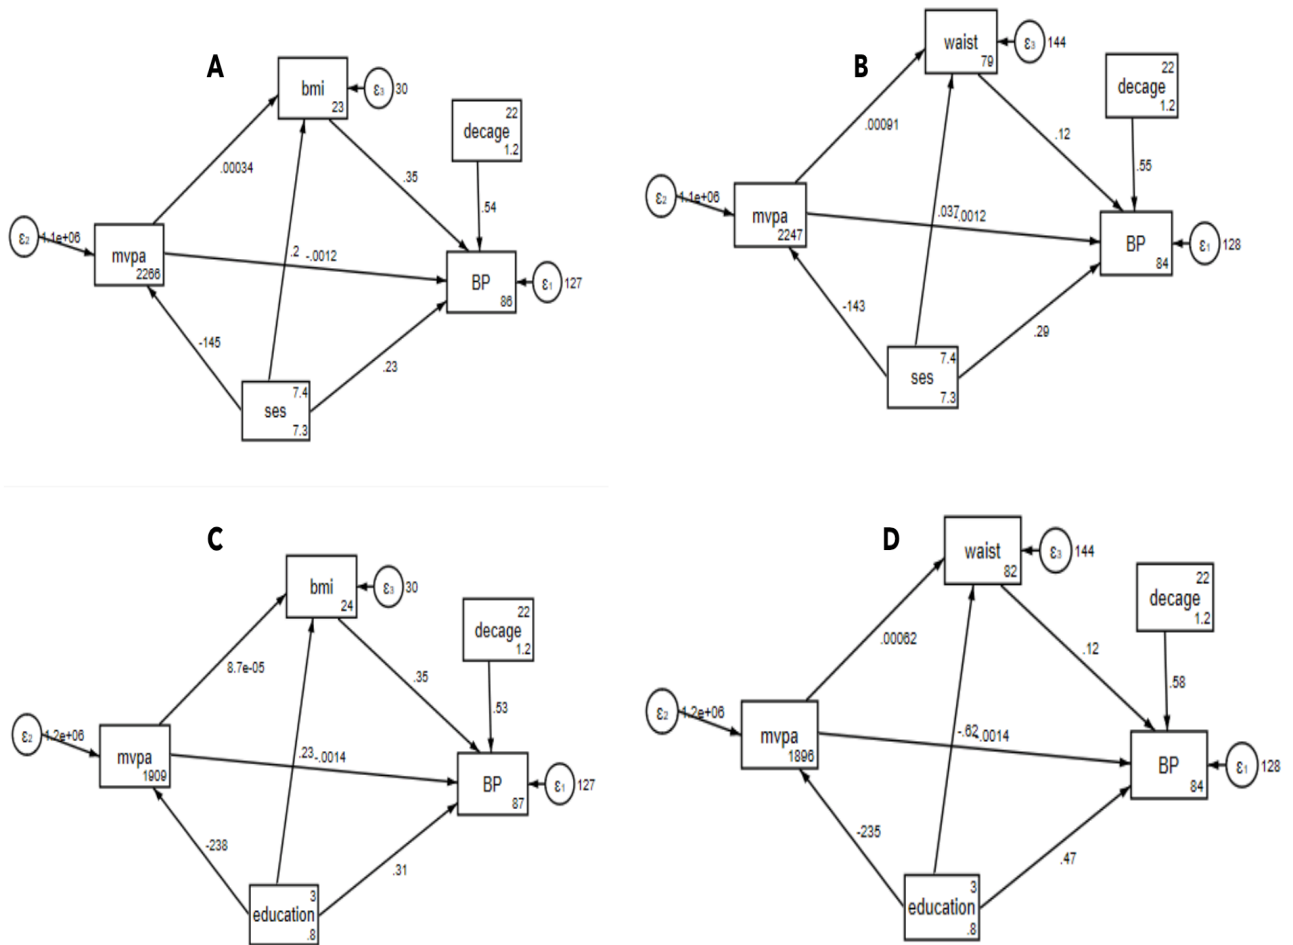 A
bmi
23
ε3
30
22
decage
1.2
.00034
.35
.54
ε2
1.1e+06
mvpa
2266
.2
-.0012
BP
86
ε1
127
-145
.23
7.4
ses
7.3
B
waist
79
ε3
144
22
decage
1.2
.00091
.12
.55
ε2
1.1e+06
mvpa
2247
.037
.0012
BP
84
ε1
128
-143
.29
7.4
ses
7.3
C
bmi
24
ε3
30
22
decage
1.2
8.7e-05
.35
.53
ε2
1.2e+06
mvpa
1909
.23
-.0014
BP
87
ε1
127
-238
.31
3
education
.8
D
waist
82
ε3
144
22
decage
1.2
.00062
.12
.58
ε2
1.2e+06
mvpa
1896
-.62
.0014
BP
84
ε1
128
-235
.47
3
education
.8